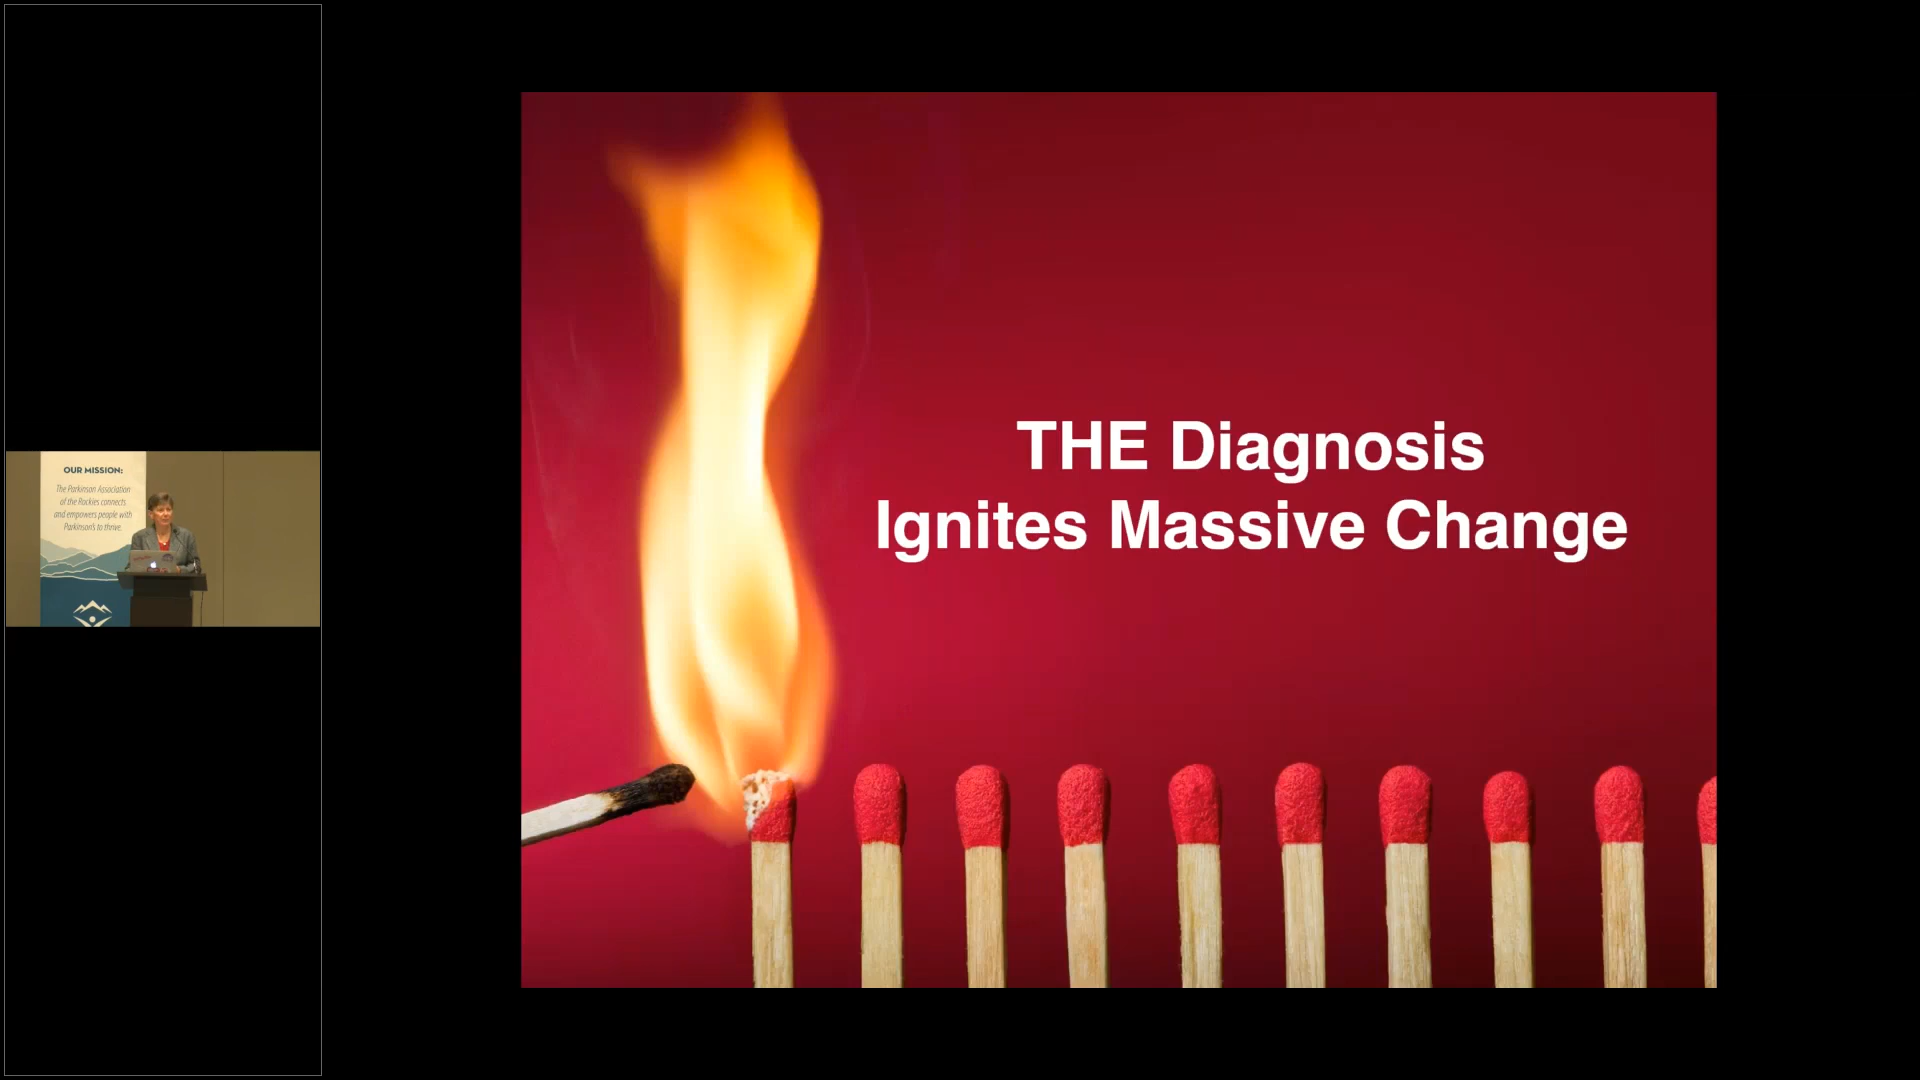 OUR MISSION:
The Parkinson Association
of the Rockies connects
and empowers people with
Parkinson's to thrive.
THE Diagnosis
Ignites Massive Change